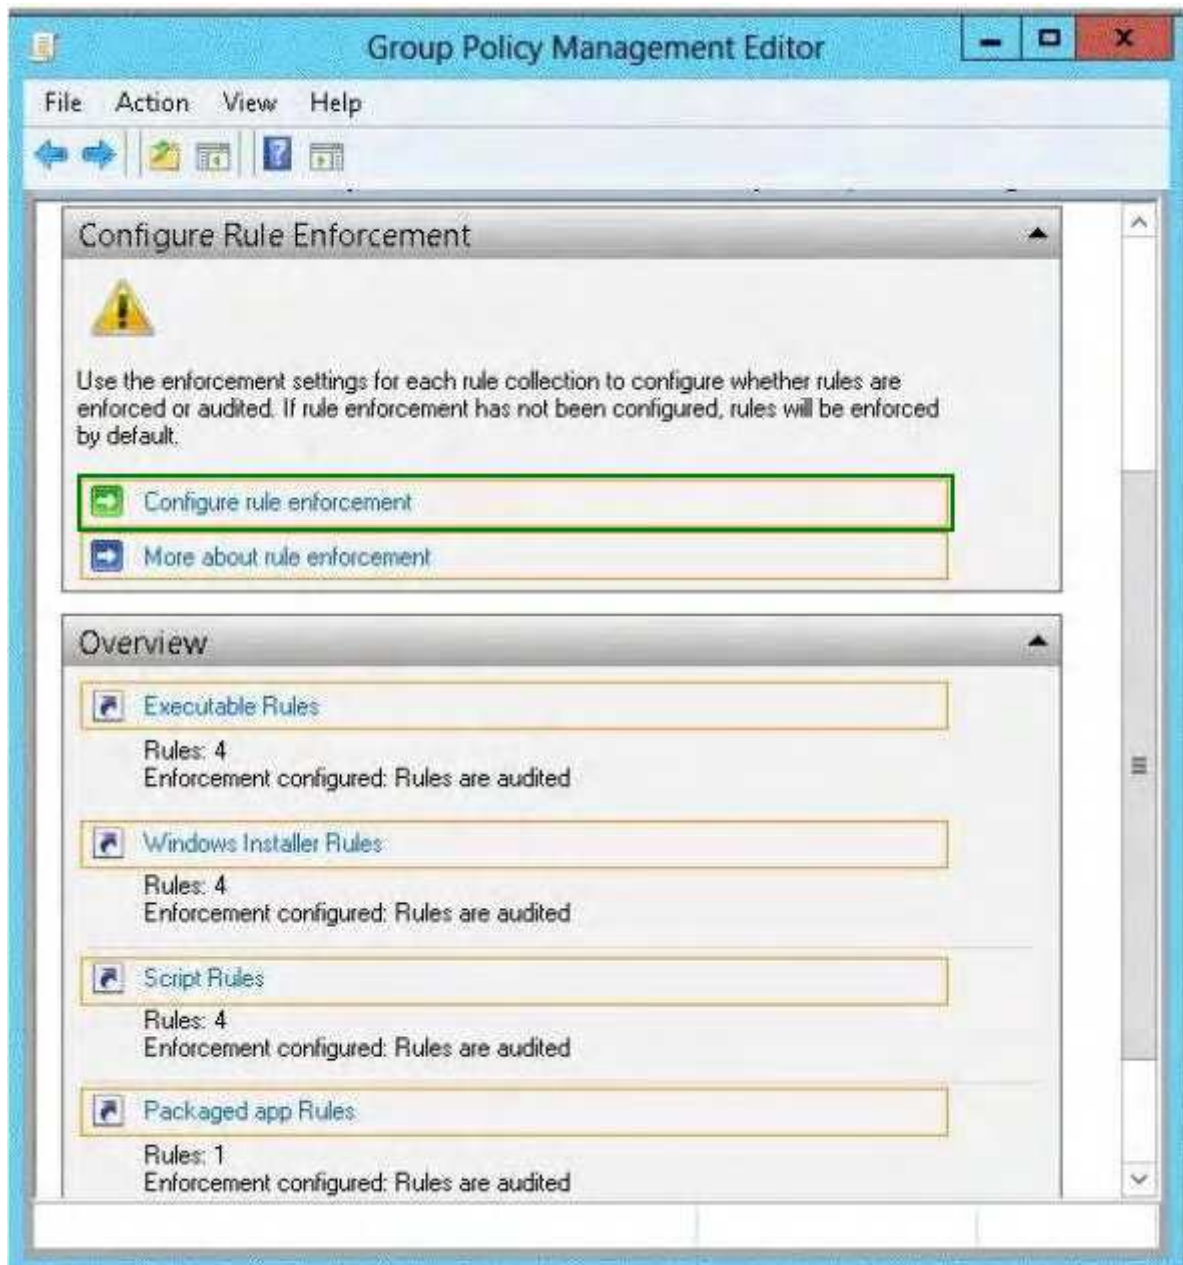 Group Policy Management Editor
File Action View Help
Configure Rule Enforcement
Use the enforcement settings for each rule collection to configure whether rules are
enforced or audited. If rule enforcement has not been configured, rules will be enforced
by default.
Configure rule enforcement
More about rule enforcement
Overview
Executable Rules
Rules: 4
Enforcement configured: Rules are audited
Windows Installer Rules
Rules: 4
Enforcement configured: Rules are audited
Script Rules
Rules: 4
Enforcement configured: Rules are audited
Packaged app Rules
Rules: 1
Enforcement configured: Rules are audited